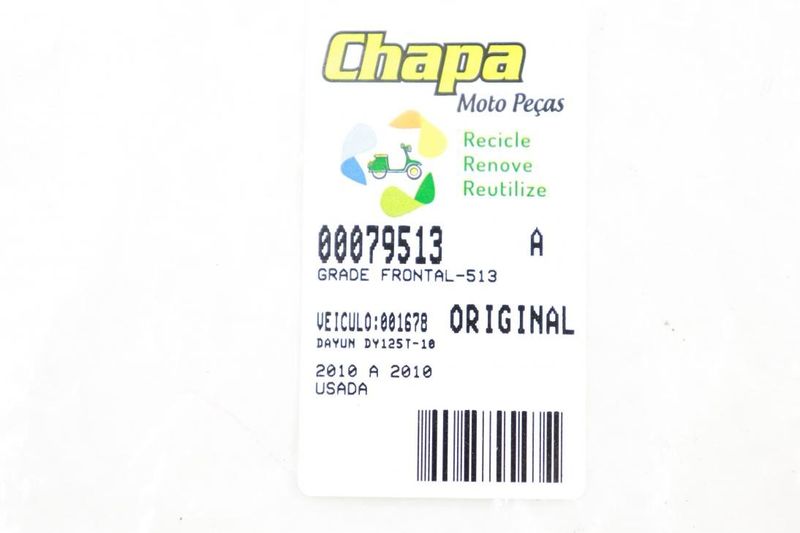 Chapa
Moto Peças
Recicle
Renove
Reutilize
00079513 A
GRADE FRONTAL-513
VEICULO:001678 ORIGINAL
DAYUN DY125T-10
2010 A 2010
USADA